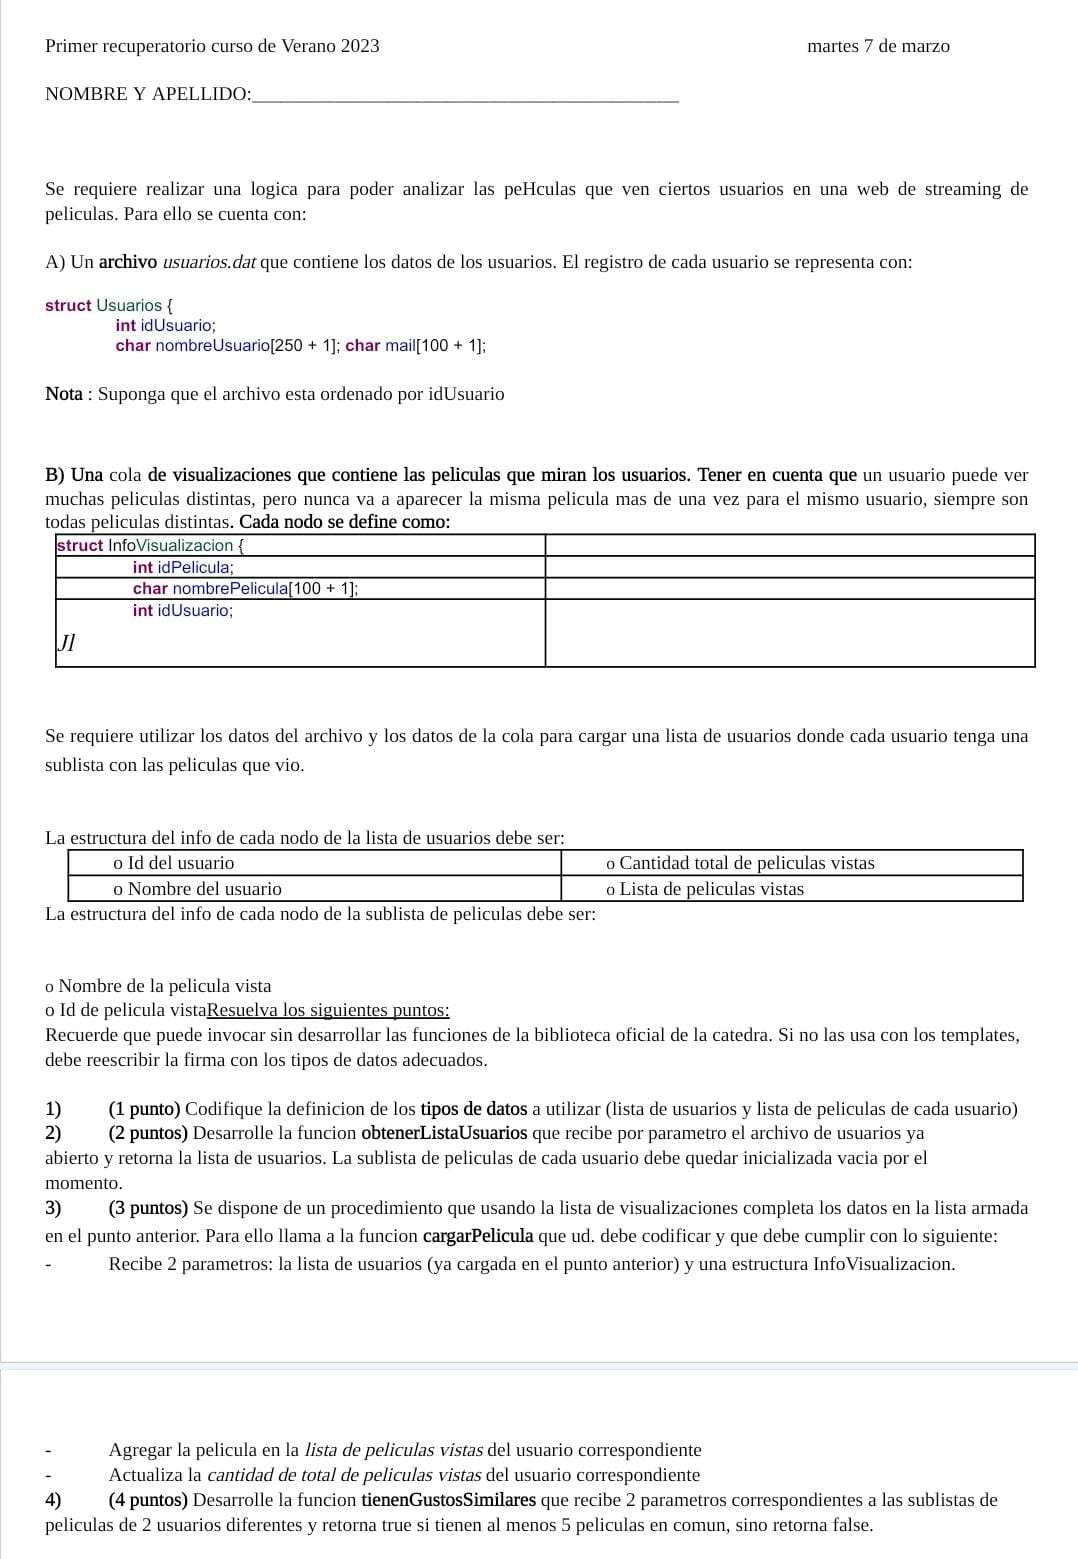 Primer recuperatorio curso de Verano 2023 martes 7 de marzo
NOMBRE Y APELLIDO:___________________________________________
Se requiere realizar una logica para poder analizar las peHculas que ven ciertos usuarios en una web de streaming de
peliculas. Para ello se cuenta con:
A) Un archivo usuarios.dat que contiene los datos de los usuarios. El registro de cada usuario se representa con:
struct Usuarios {
int idUsuario;
char nombreUsuario[250 + 1]; char mail[100 + 1];
Nota : Suponga que el archivo esta ordenado por idUsuario
B) Una cola de visualizaciones que contiene las peliculas que miran los usuarios. Tener en cuenta que un usuario puede ver
muchas peliculas distintas, pero nunca va a aparecer la misma pelicula mas de una vez para el mismo usuario, siempre son
todas peliculas distintas. Cada nodo se define como:
struct InfoVisualizacion {
int idPelicula;
char nombrePelicula[100 + 1];
int idUsuario;
Jl
Se requiere utilizar los datos del archivo y los datos de la cola para cargar una lista de usuarios donde cada usuario tenga una
sublista con las peliculas que vio.
La estructura del info de cada nodo de la lista de usuarios debe ser:
o Id del usuario o Cantidad total de peliculas vistas
o Nombre del usuario o Lista de peliculas vistas
La estructura del info de cada nodo de la sublista de peliculas debe ser:
o Nombre de la pelicula vista
o Id de pelicula vistaResuelva los siguientes puntos:
Recuerde que puede invocar sin desarrollar las funciones de la biblioteca oficial de la catedra. Si no las usa con los templates,
debe reescribir la firma con los tipos de datos adecuados.
1) (1 punto) Codifique la definicion de los tipos de datos a utilizar (lista de usuarios y lista de peliculas de cada usuario)
2) (2 puntos) Desarrolle la funcion obtenerListaUsuarios que recibe por parametro el archivo de usuarios ya
abierto y retorna la lista de usuarios. La sublista de peliculas de cada usuario debe quedar inicializada vacia por el
momento.
3) (3 puntos) Se dispone de un procedimiento que usando la lista de visualizaciones completa los datos en la lista armada
en el punto anterior. Para ello llama a la funcion cargarPelicula que ud. debe codificar y que debe cumplir con lo siguiente:
- Recibe 2 parametros: la lista de usuarios (ya cargada en el punto anterior) y una estructura InfoVisualizacion.
- Agregar la pelicula en la lista de peliculas vistas del usuario correspondiente
- Actualiza la cantidad de total de peliculas vistas del usuario correspondiente
4) (4 puntos) Desarrolle la funcion tienenGustosSimilares que recibe 2 parametros correspondientes a las sublistas de
peliculas de 2 usuarios diferentes y retorna true si tienen al menos 5 peliculas en comun, sino retorna false.